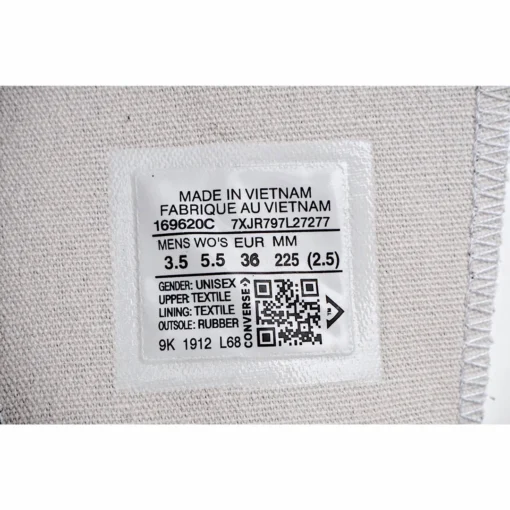 MADE IN VIETNAM
FABRIQUE AU VIETNAM
169620C 7XJR797L27277
MENS WO'S EUR MM
3.5 5.5 36 225 (2.5)
GENDER: UNISEX
UPPER: TEXTILE
LINING: TEXTILE
OUTSOLE: RUBBER
9K 1912 L68
CONVERSE
TM